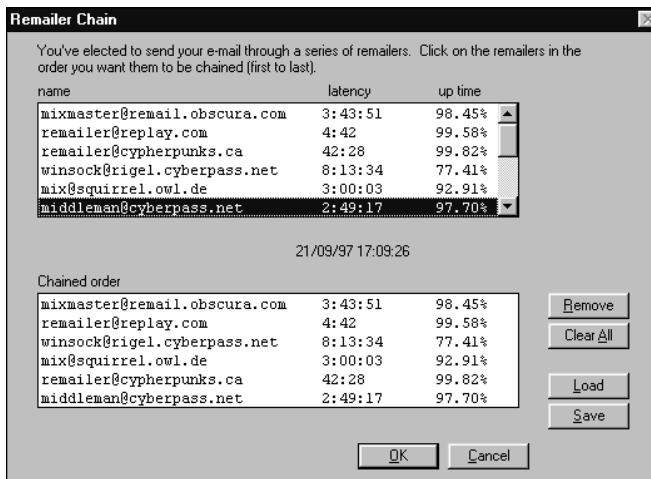 Remailer Chain
You've elected to send your e-mail through a series of remailers. Click on the remailers in the
order you want them to be chained (first to last).
name latency up time
mixmaster@remail.obscura.com 3:43:51 98.45%
remailer@replay.com 4:42 99.58%
remailer@cypherpunks.ca 42:28 99.82%
winsock@rigel.cyberpass.net 8:13:34 77.41%
mix@squirrel.owl.de 3:00:03 92.91%
middleman@cyberpass.net 2:49:17 97.70%
21/09/97 17:09:26
Chained order
mixmaster@remail.obscura.com 3:43:51 98.45%
remailer@replay.com 4:42 99.58%
winsock@rigel.cyberpass.net 8:13:34 77.41%
mix@squirrel.owl.de 3:00:03 92.91%
remailer@cypherpunks.ca 42:28 99.82%
middleman@cyberpass.net 2:49:17 97.70%
Remove
Clear All
Load
Save
OK Cancel